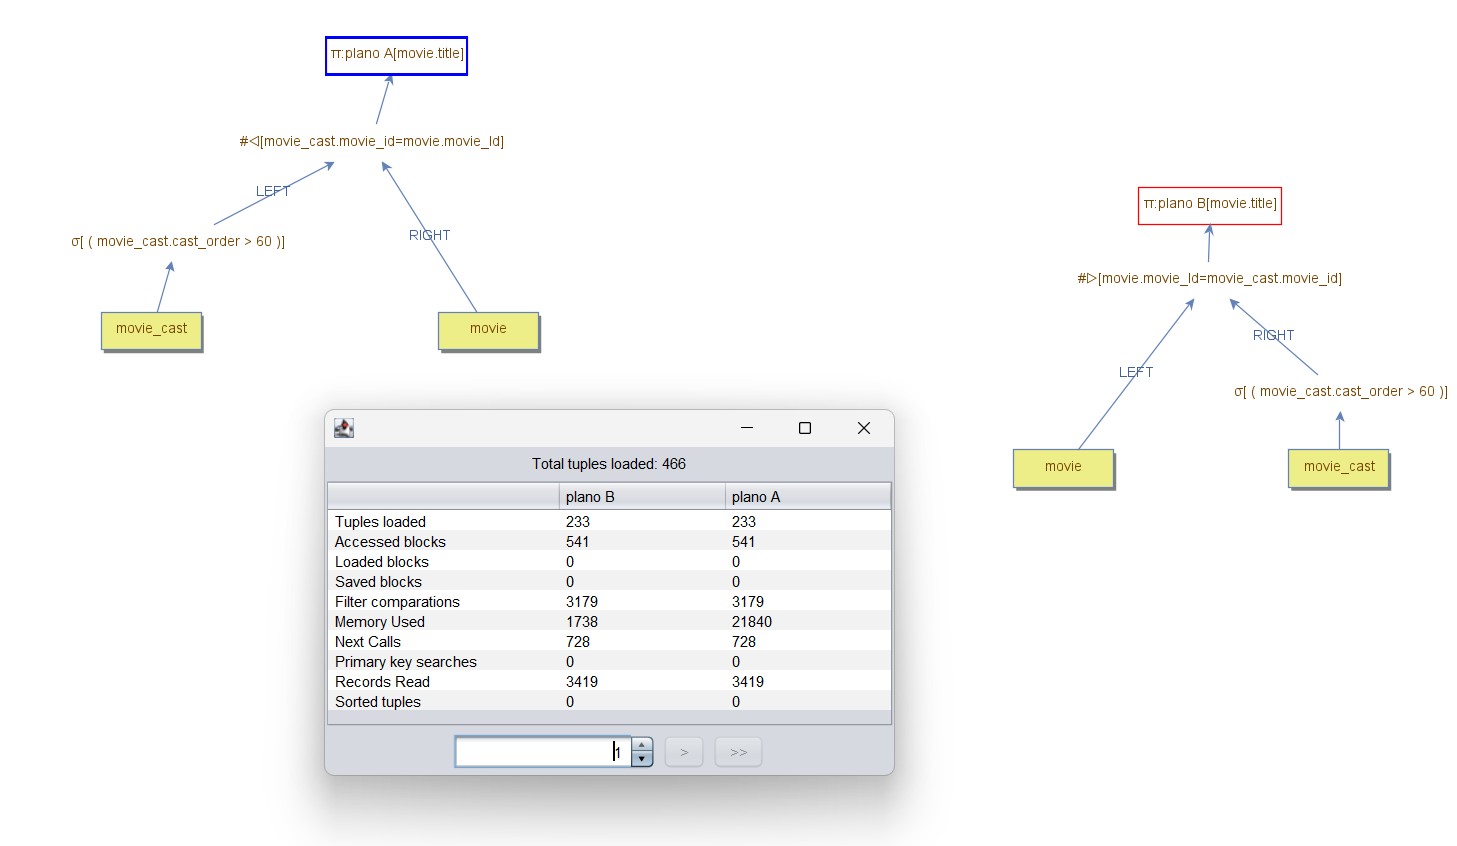 π:plano A[movie.title]
#⊲[movie_cast.movie_id=movie.movie_Id]
LEFT
RIGHT
σ[ ( movie_cast.cast_order > 60 )]
movie_cast
movie
π:plano B[movie.title]
#⊳[movie.movie_Id=movie_cast.movie_id]
RIGHT
LEFT
σ[ ( movie_cast.cast_order > 60 )]
movie
movie_cast
Total tuples loaded: 466
plano B plano A
Tuples loaded 233 233
Accessed blocks 541 541
Loaded blocks 0 0
Saved blocks 0 0
Filter comparations 3179 3179
Memory Used 1738 21840
Next Calls 728 728
Primary key searches 0 0
Records Read 3419 3419
Sorted tuples 0 0
1
> >>